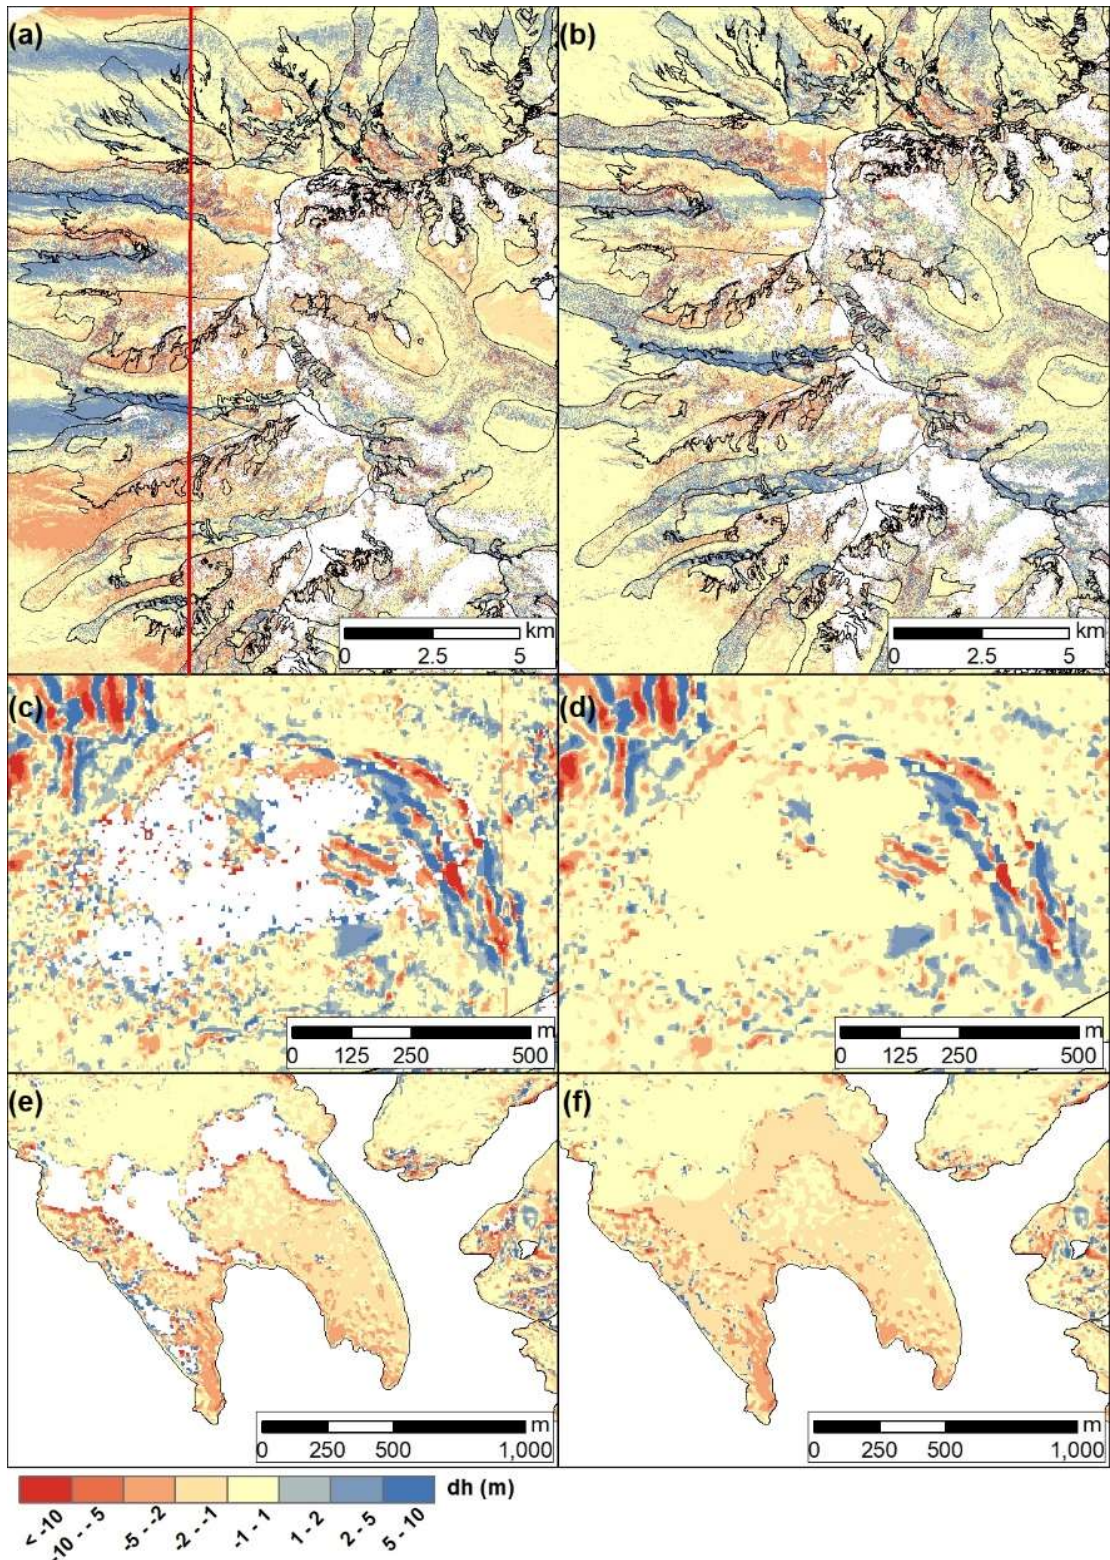 (a)
(b)
km
0 2.5 5
km
0 2.5 5
(c)
(d)
m
0 125 250 500
m
0 125 250 500
(e)
(f)
m
0 250 500 1,000
m
0 250 500 1,000
dh (m)
< -10
-10 - -5
-5 - -2
-2 - -1
-1 - 1
1 - 2
2 - 5
5 - 10